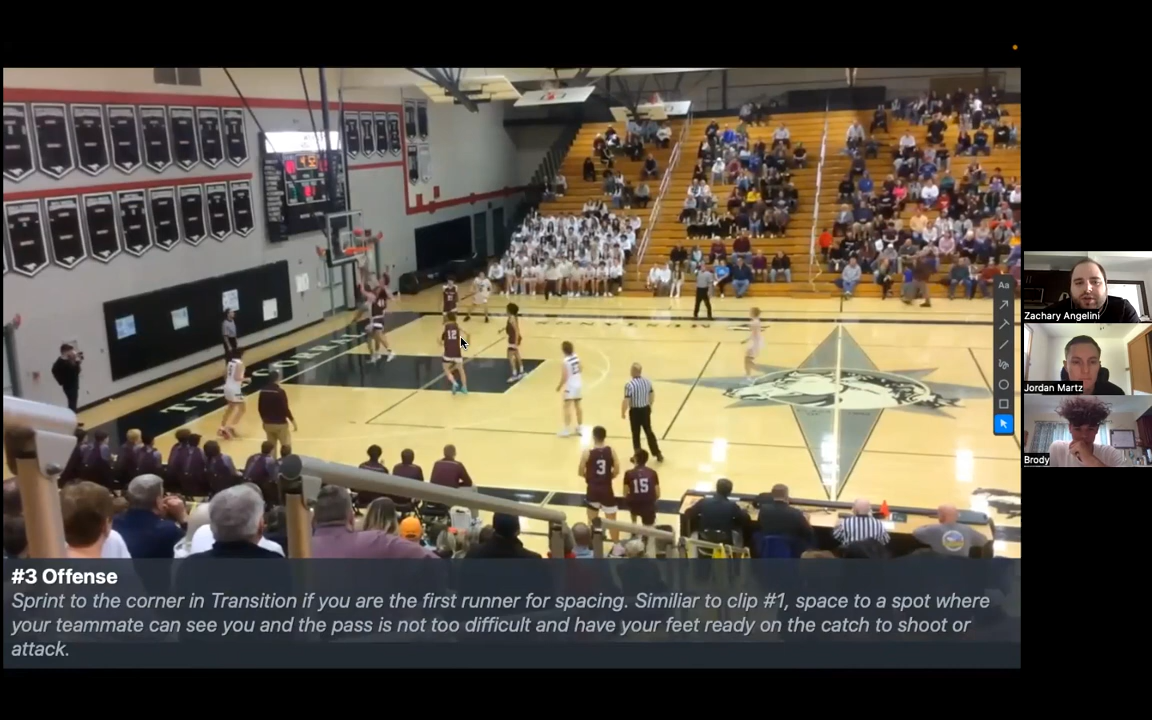 Aa
Zachary Angelini
Jordan Martz
12
3
15
Brody
#3 Offense
Sprint to the corner in Transition if you are the first runner for spacing. Similiar to clip #1, space to a spot where
your teammate can see you and the pass is not too difficult and have your feet ready on the catch to shoot or
attack.